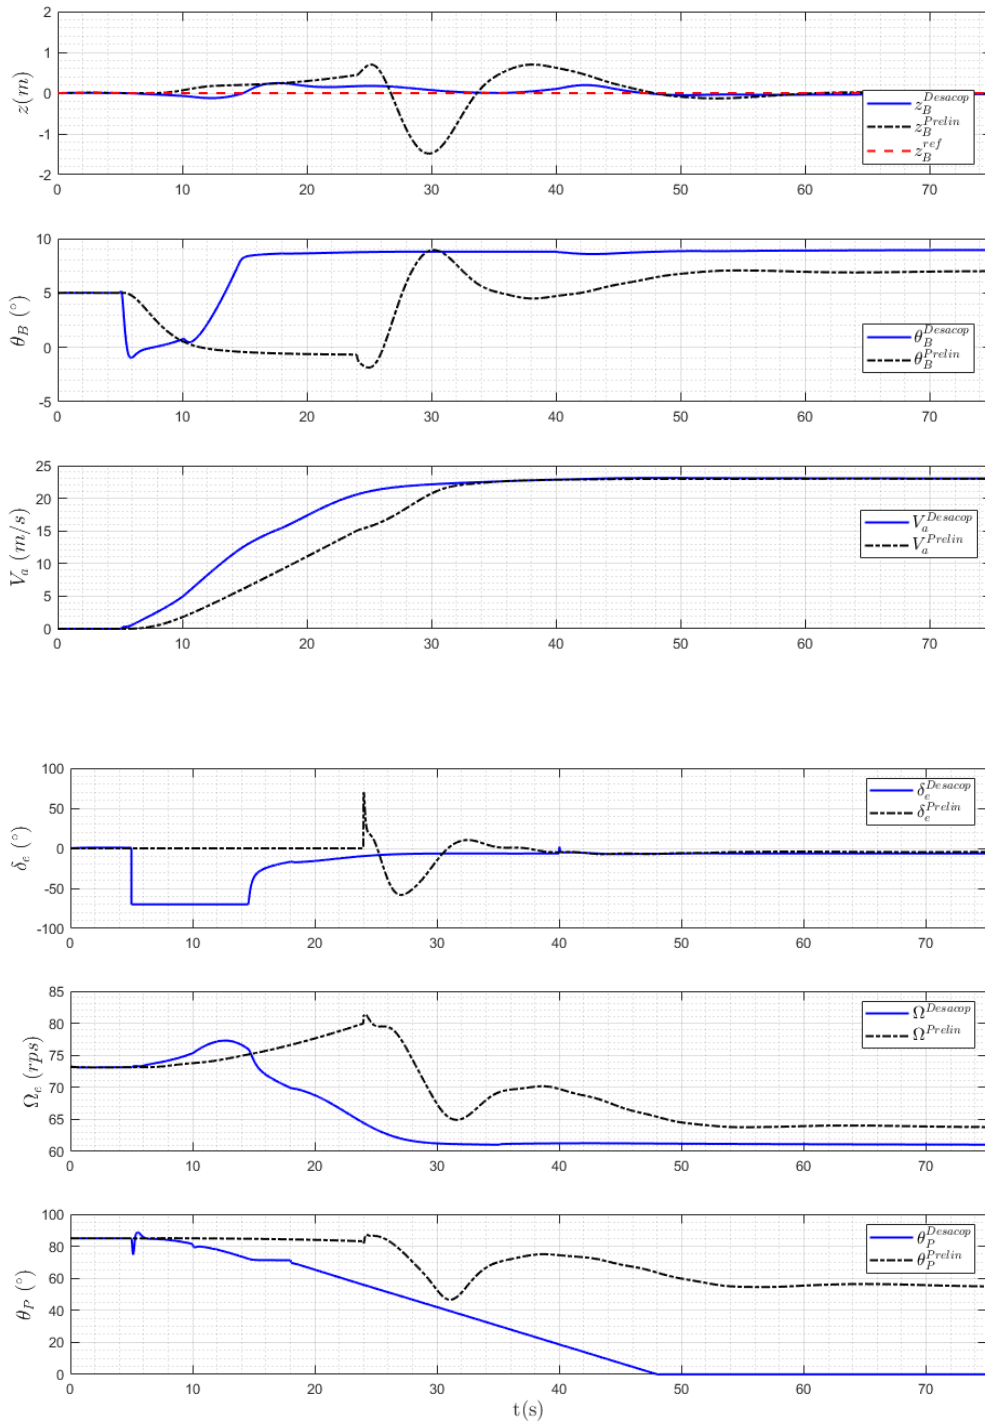 2
1
0
-1
-2
z(m)
z_B^{Desacop}
z_B^{Prelin}
z_B^{ref}
0 10 20 30 40 50 60 70
10
5
0
-5
θ_B (°)
θ_B^{Desacop}
θ_B^{Prelin}
0 10 20 30 40 50 60 70
25
20
15
10
5
0
V_a (m/s)
V_a^{Desacop}
V_a^{Prelin}
0 10 20 30 40 50 60 70
100
50
0
-50
-100
δ_e (°)
δ_e^{Desacop}
δ_e^{Prelin}
0 10 20 30 40 50 60 70
85
80
75
70
65
60
Ω_e (rps)
Ω^{Desacop}
Ω^{Prelin}
0 10 20 30 40 50 60 70
100
80
60
40
20
0
θ_P (°)
θ_P^{Desacop}
θ_P^{Prelin}
0 10 20 30 40 50 60 70
t(s)